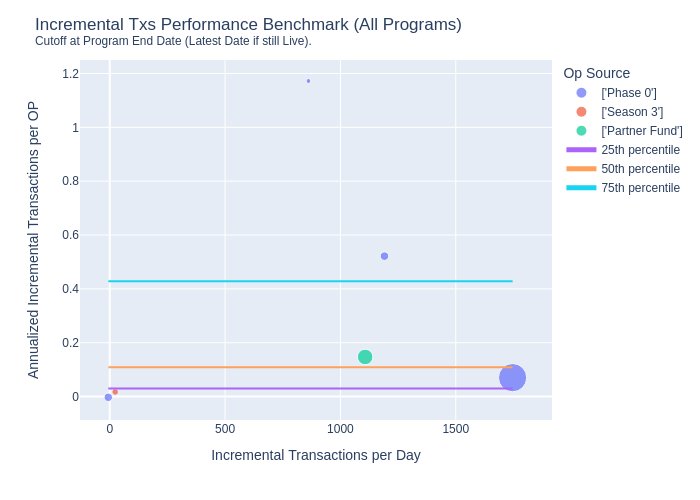 Incremental Txs Performance Benchmark (All Programs)
Cutoff at Program End Date (Latest Date if still Live).
Annualized Incremental Transactions per OP
1.2
1
0.8
0.6
0.4
0.2
0
0
500
1000
1500
Incremental Transactions per Day
Op Source
['Phase 0']
['Season 3']
['Partner Fund']
25th percentile
50th percentile
75th percentile